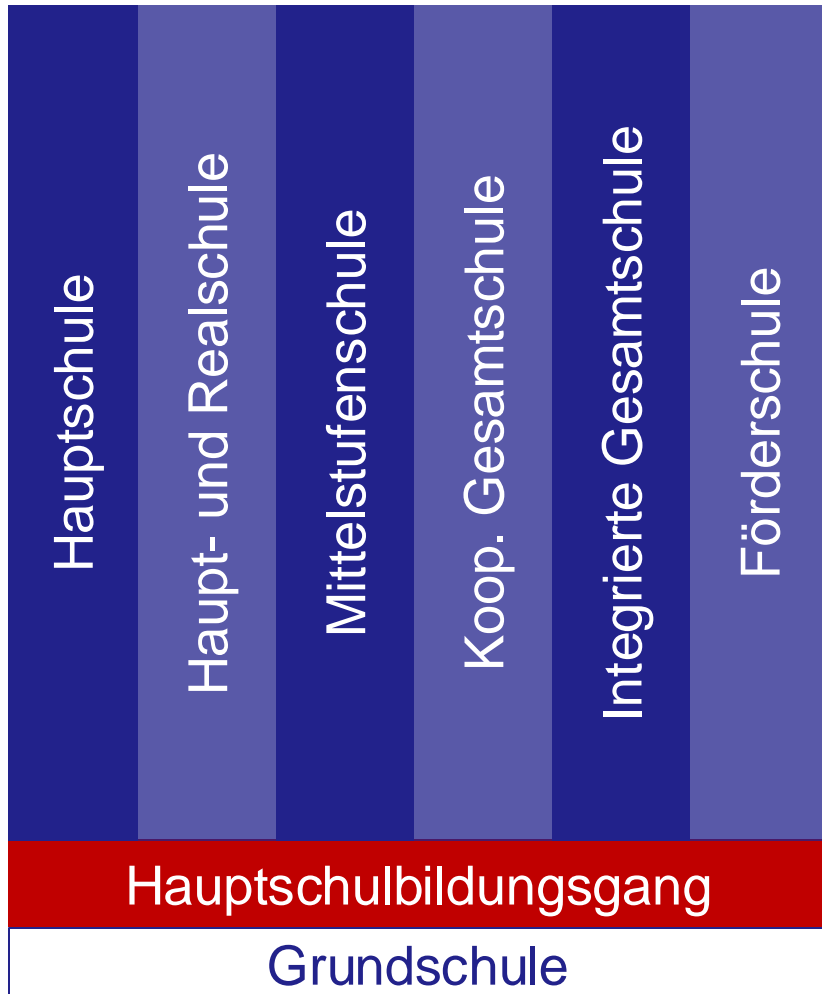 Hauptschule
Haupt- und Realschule
Mittelstufenschule
Koop. Gesamtschule
Integrierte Gesamtschule
Förderschule
Hauptschulbildungsgang
Grundschule